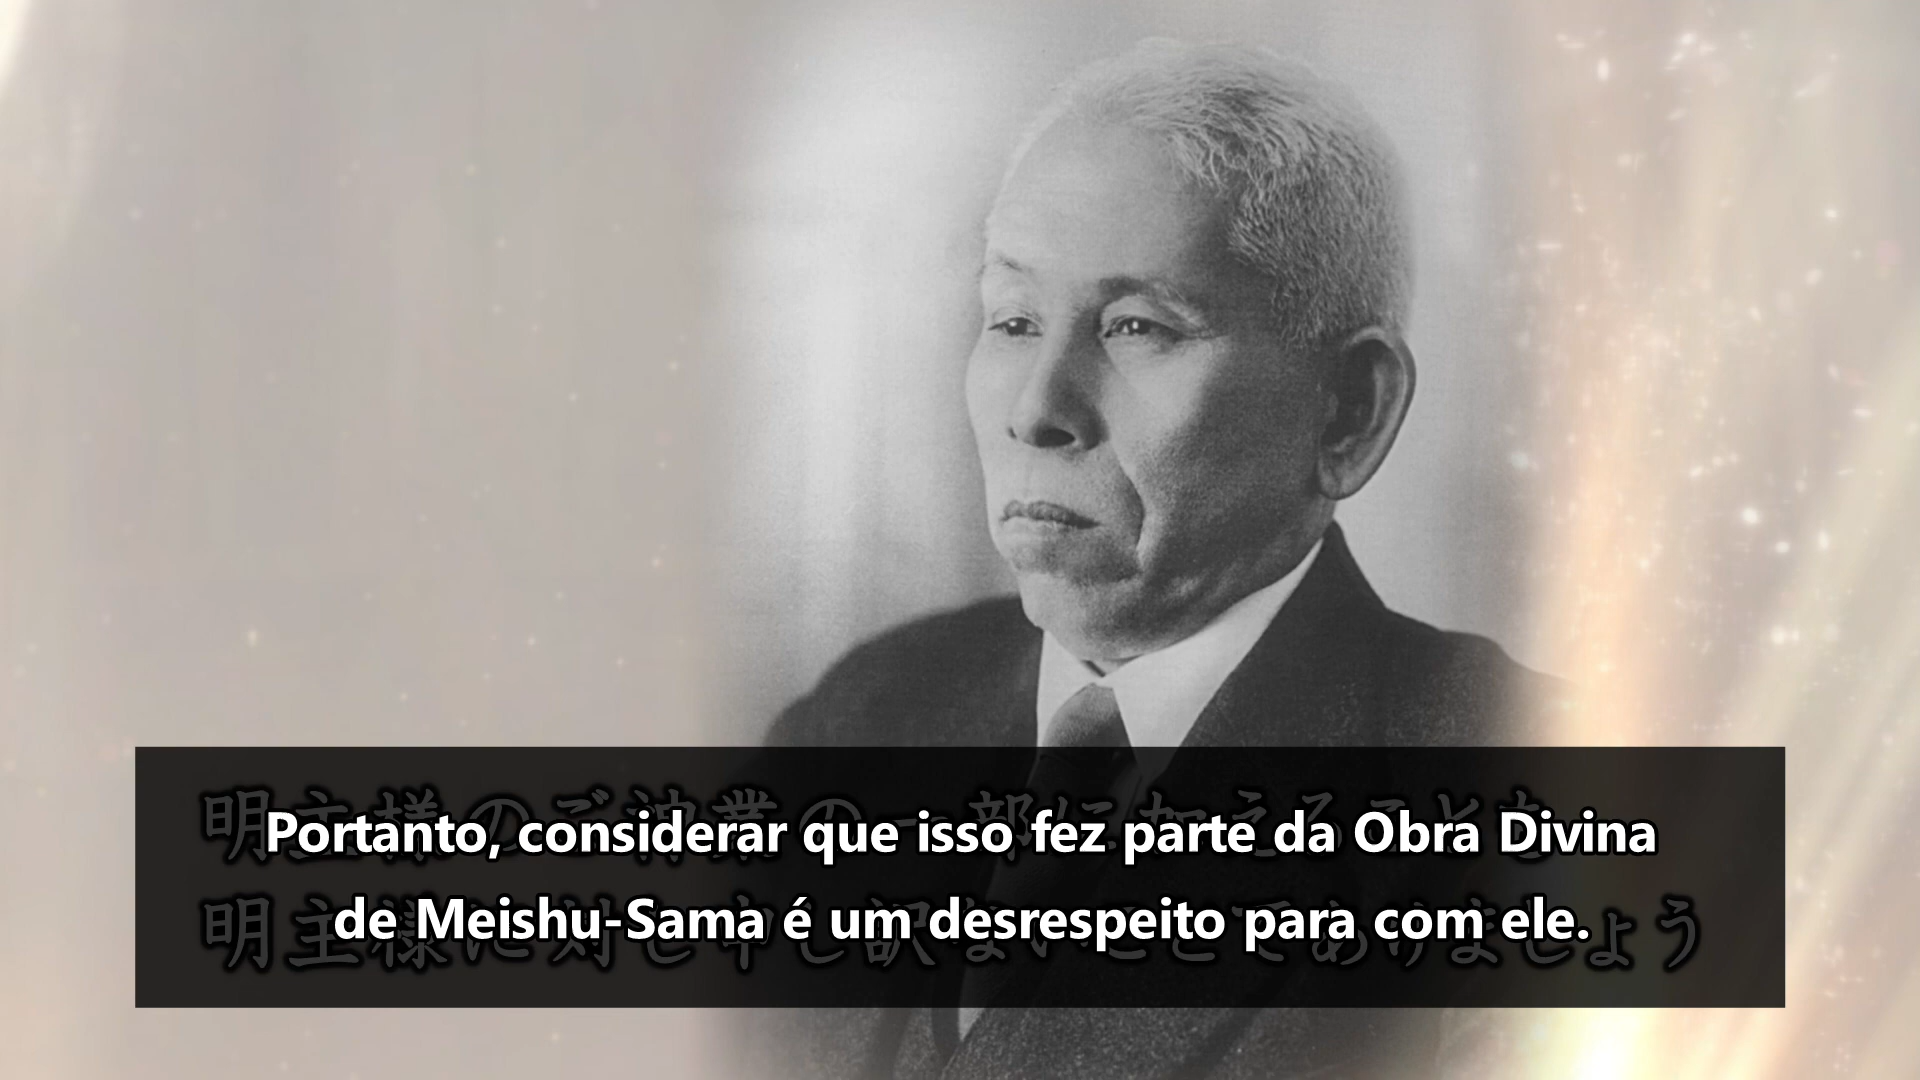 Portanto, considerar que isso fez parte da Obra Divina
de Meishu-Sama é um desrespeito para com ele.
明主様のご神業の一部に加えることを
明主様に対し申し訳ないことでありましょう